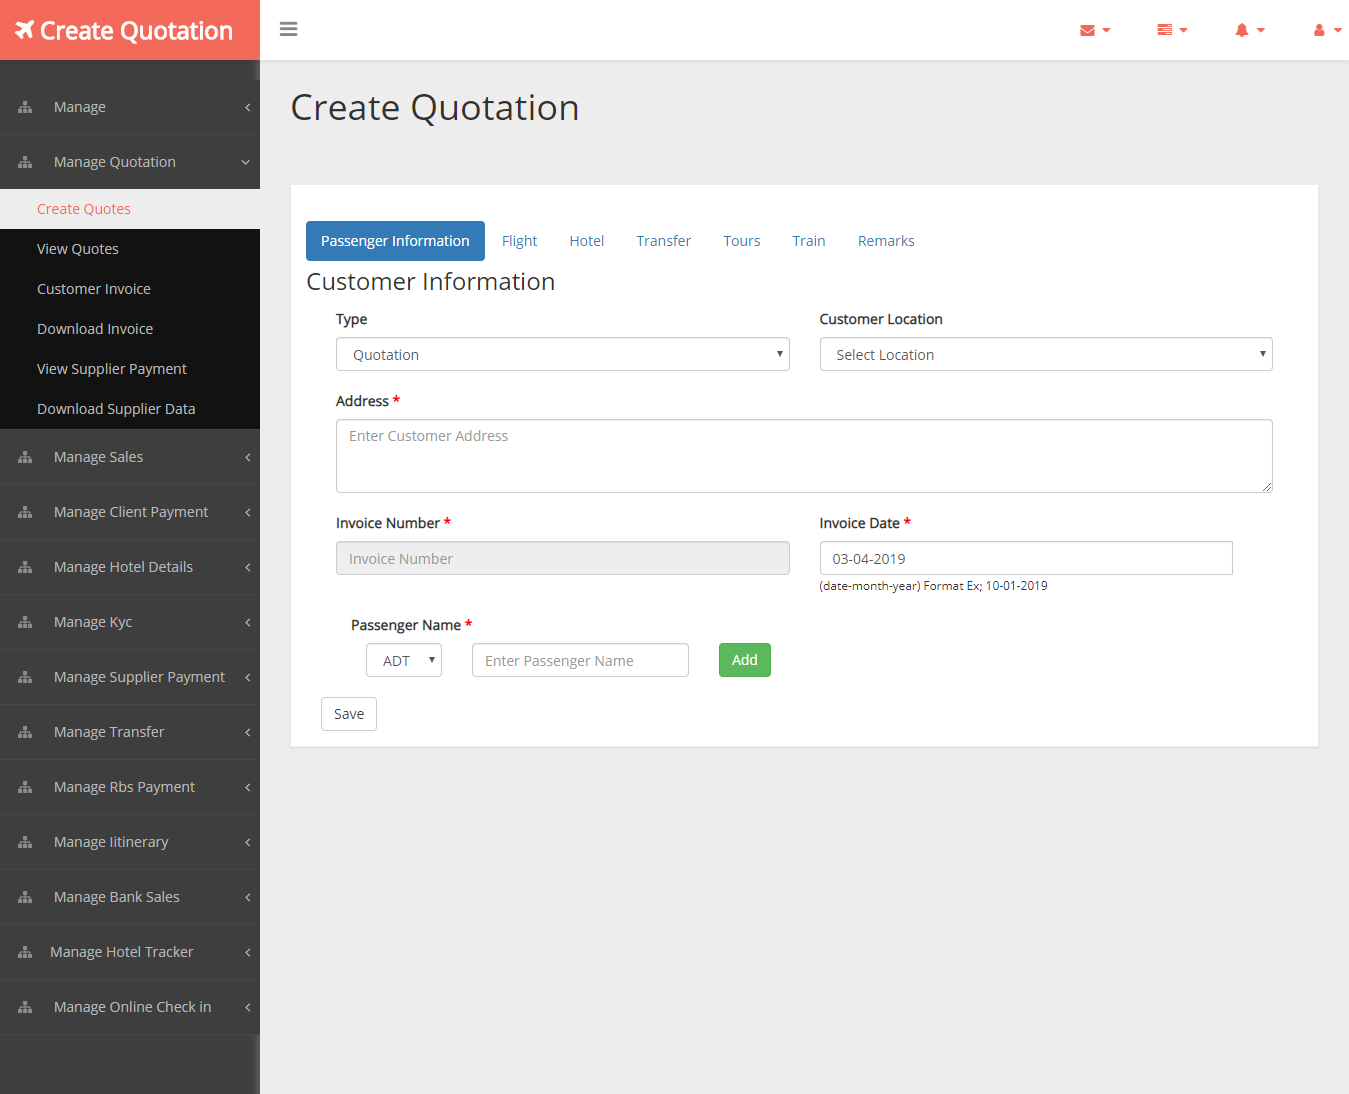 Create Quotation
Manage
Manage Quotation
Create Quotes
View Quotes
Customer Invoice
Download Invoice
View Supplier Payment
Download Supplier Data
Manage Sales
Manage Client Payment
Manage Hotel Details
Manage Kyc
Manage Supplier Payment
Manage Transfer
Manage Rbs Payment
Manage Iitinerary
Manage Bank Sales
Manage Hotel Tracker
Manage Online Check in
Create Quotation
Passenger Information Flight Hotel Transfer Tours Train Remarks
Customer Information
Type Customer Location
Quotation Select Location
Address *
Enter Customer Address
Invoice Number * Invoice Date *
Invoice Number 03-04-2019
(date-month-year) Format Ex; 10-01-2019
Passenger Name *
ADT Enter Passenger Name Add
Save